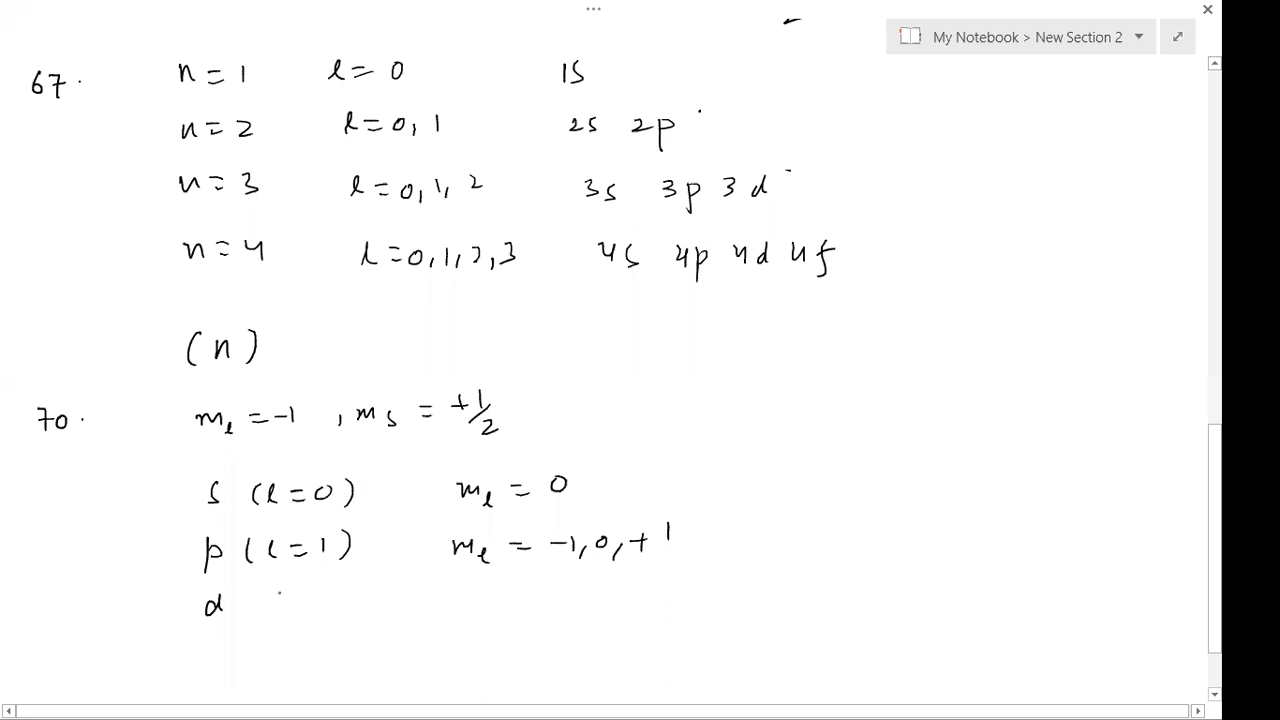 My Notebook > New Section 2
67. n = 1 l = 0 1s
n = 2 l = 0, 1 2s 2p
n = 3 l = 0, 1, 2 3s 3p 3d
n = 4 l = 0, 1, 2, 3 4s 4p 4d 4f
(n)
70. mₗ = -1, ms = +1/2
s (l = 0) mₗ = 0
p (l = 1) mₗ = -1, 0, +1
d